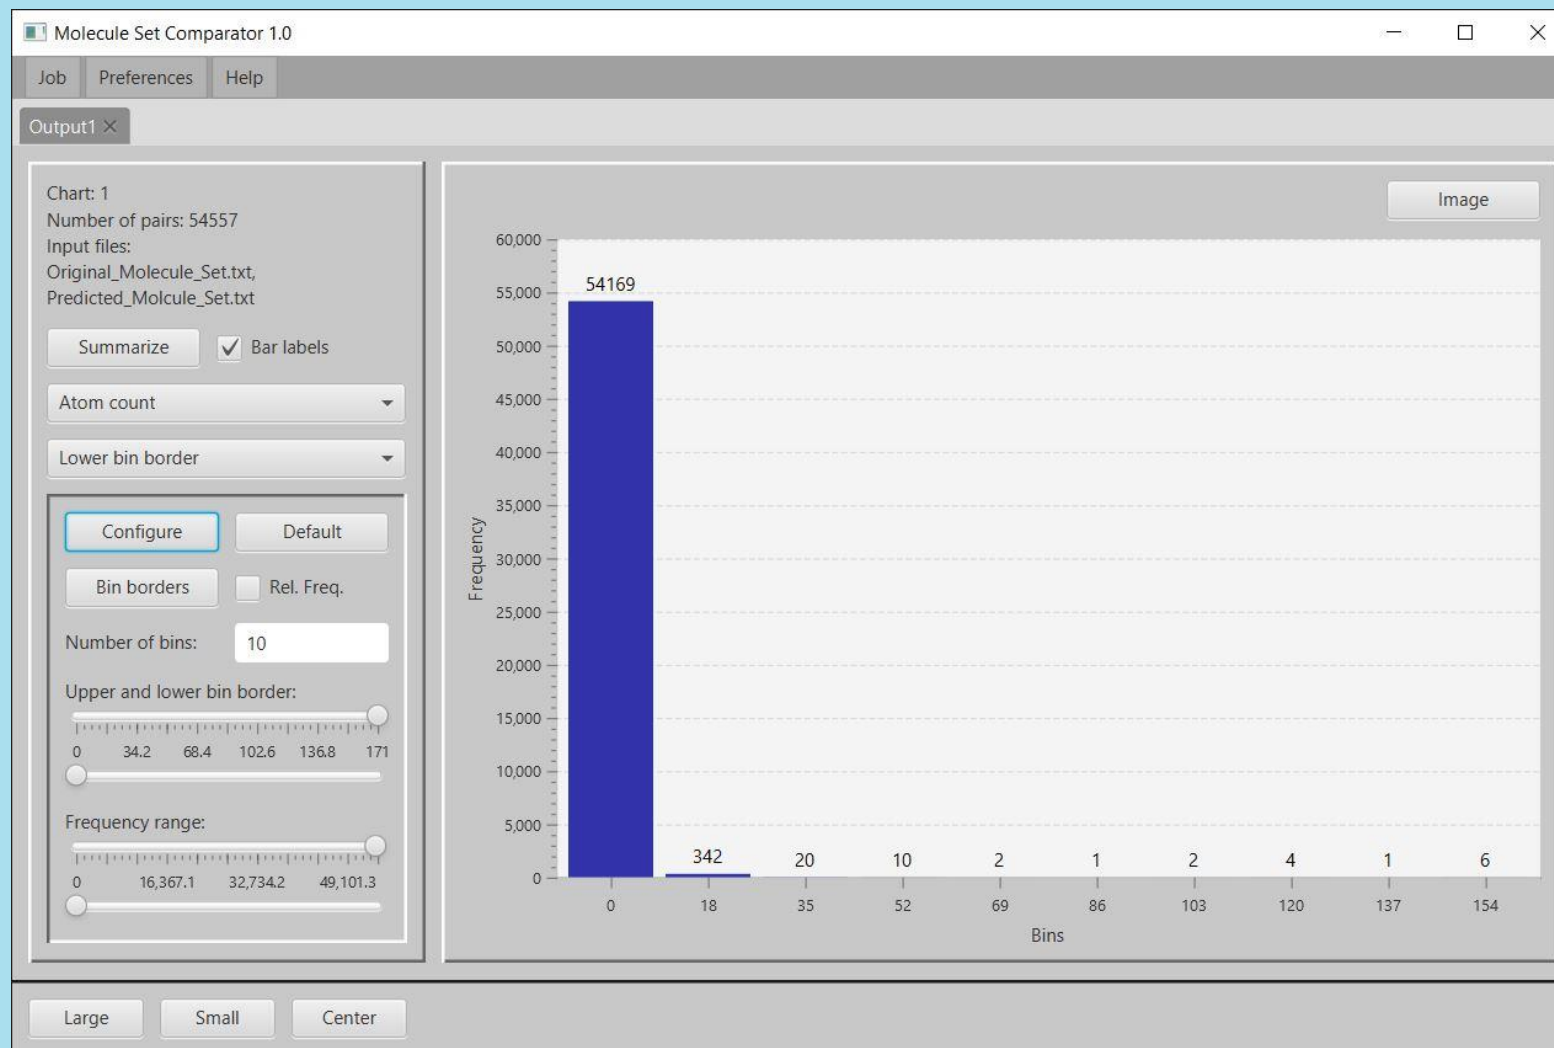 Molecule Set Comparator 1.0
Job Preferences Help
Output1
Chart: 1
Number of pairs: 54557
Input files:
Original_Molecule_Set.txt,
Predicted_Molcule_Set.txt
Summarize Bar labels
Atom count
Lower bin border
Configure Default
Bin borders Rel. Freq.
Number of bins: 10
Upper and lower bin border:
0 34.2 68.4 102.6 136.8 171
Frequency range:
0 16,367.1 32,734.2 49,101.3
Image
60,000
55,000
50,000
45,000
40,000
35,000
30,000
25,000
20,000
15,000
10,000
5,000
0
Frequency
54169 342 20 10 2 1 2 4 1 6
0 18 35 52 69 86 103 120 137 154
Bins
Large Small Center